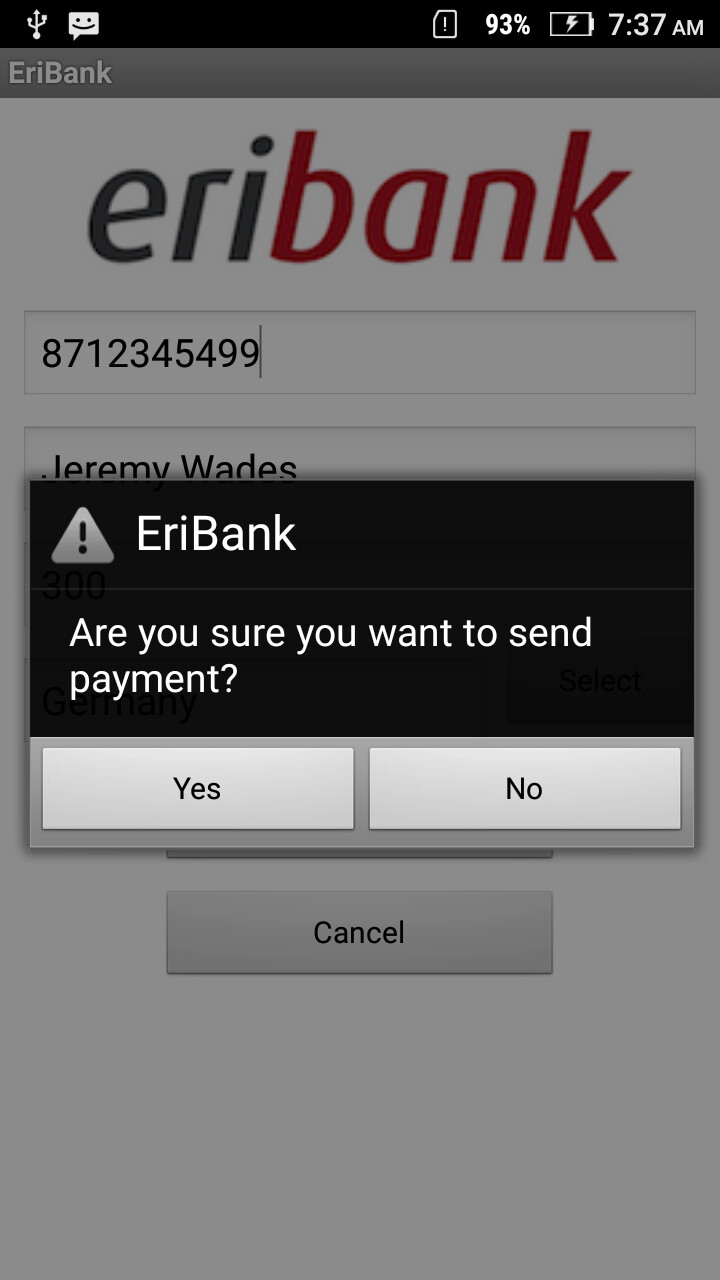 93% 7:37 AM
EriBank
eribank
8712345499
Jeremy Wades
EriBank
300
Are you sure you want to send
payment?
Select
Germany
Yes No
Cancel